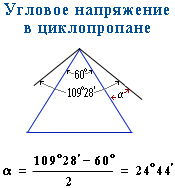 Угловое напряжение
в циклопропане
60°
109°28′
α
α = 109°28′ − 60° / 2 = 24°44′